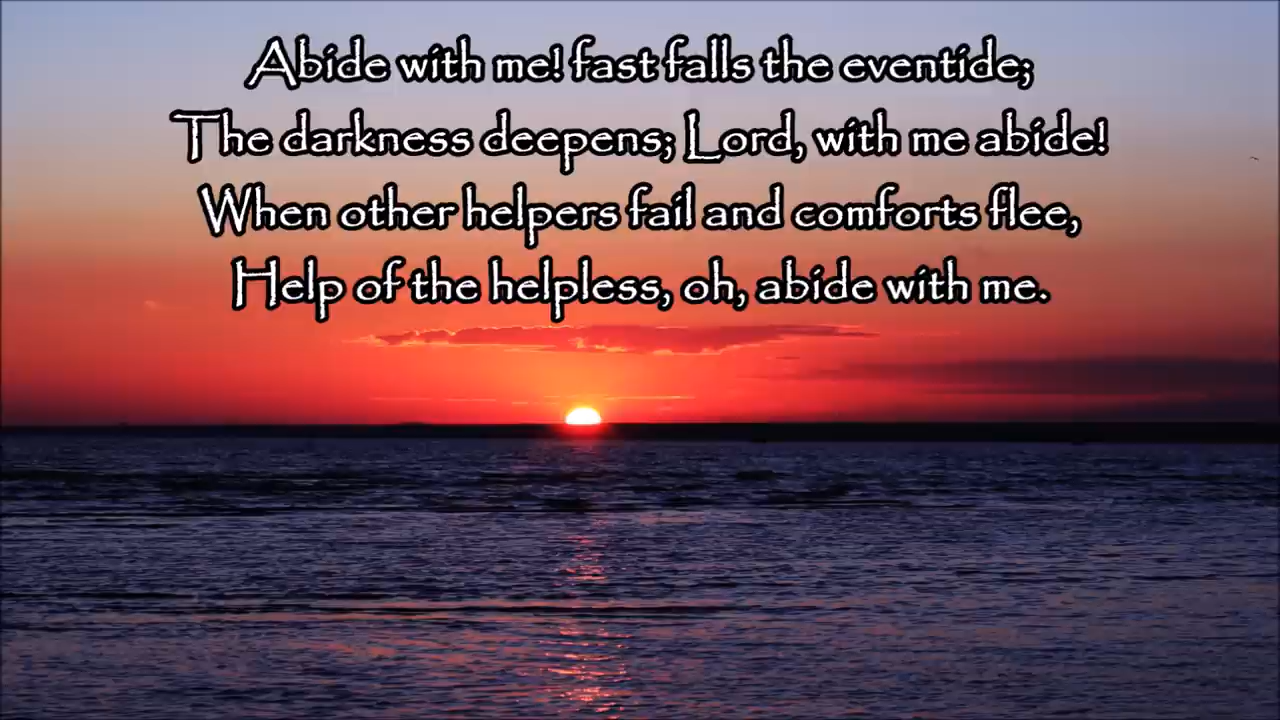 Abide with me! fast falls the eventide;
The darkness deepens; Lord, with me abide!
When other helpers fail and comforts flee,
Help of the helpless, oh, abide with me.